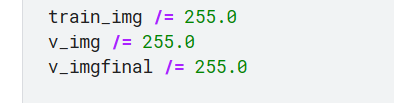 train_img /= 255.0
v_img /= 255.0
v_imgfinal /= 255.0